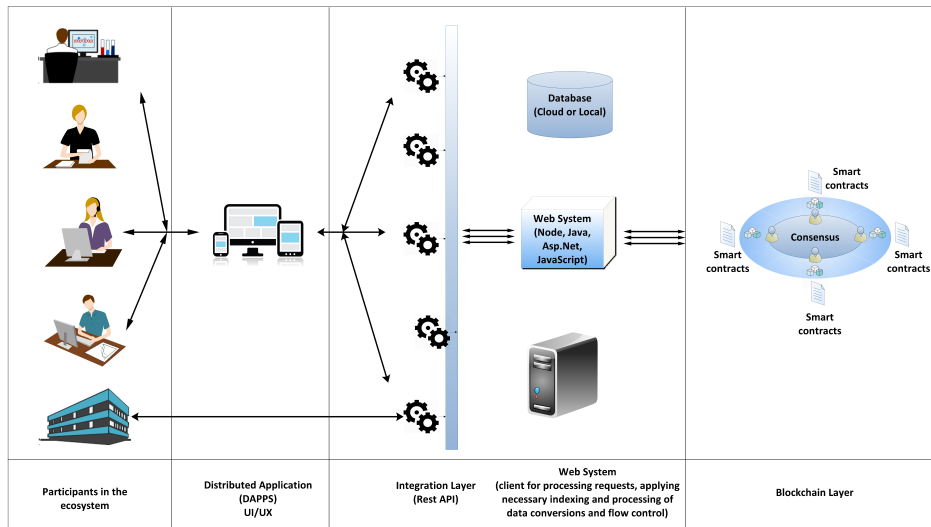 Database
(Cloud or Local)
Web System
(Node, Java,
Asp.Net,
JavaScript)
Smart
contracts
Smart
contracts
Consensus
Smart
contracts
Smart
contracts
Participants in the
ecosystem
Distributed Application
(DAPPS)
UI/UX
Integration Layer
(Rest API)
Web System
(client for processing requests, applying
necessary indexing and processing of
data conversions and flow control)
Blockchain Layer